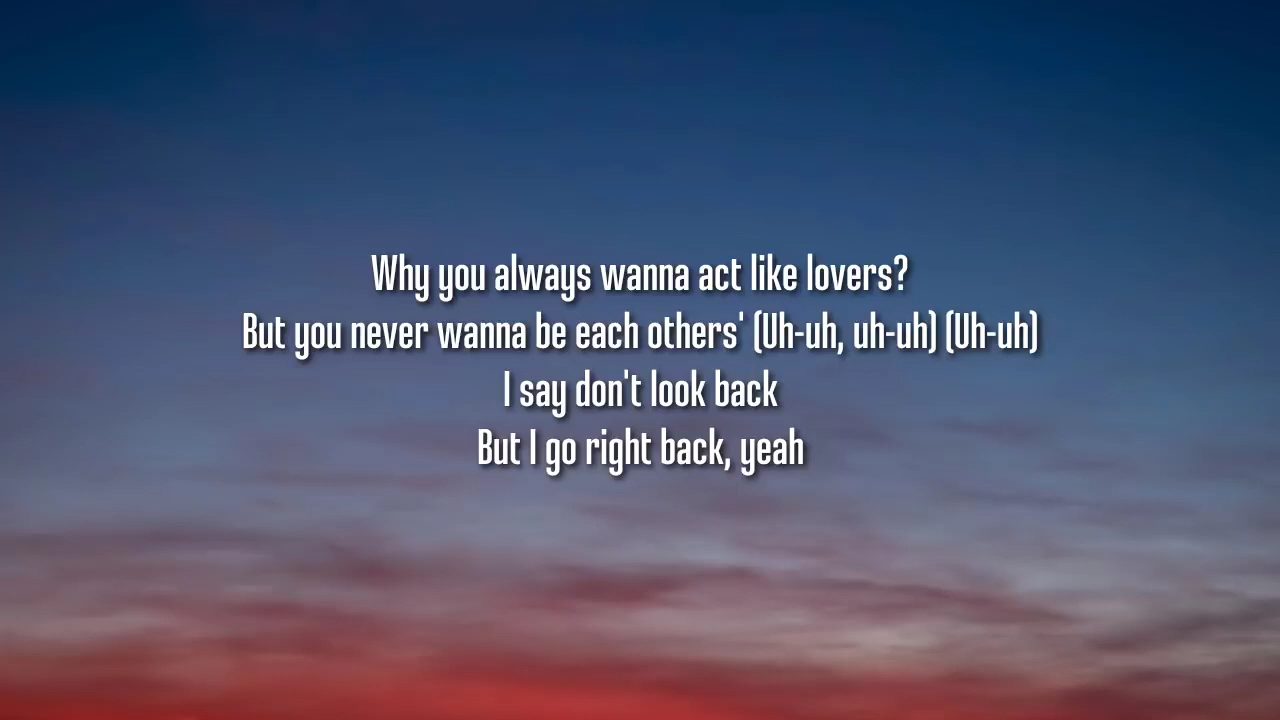 Why you always wanna act like lovers?
But you never wanna be each others' (Uh-uh, uh-uh) (Uh-uh)
I say don't look back
But I go right back, yeah